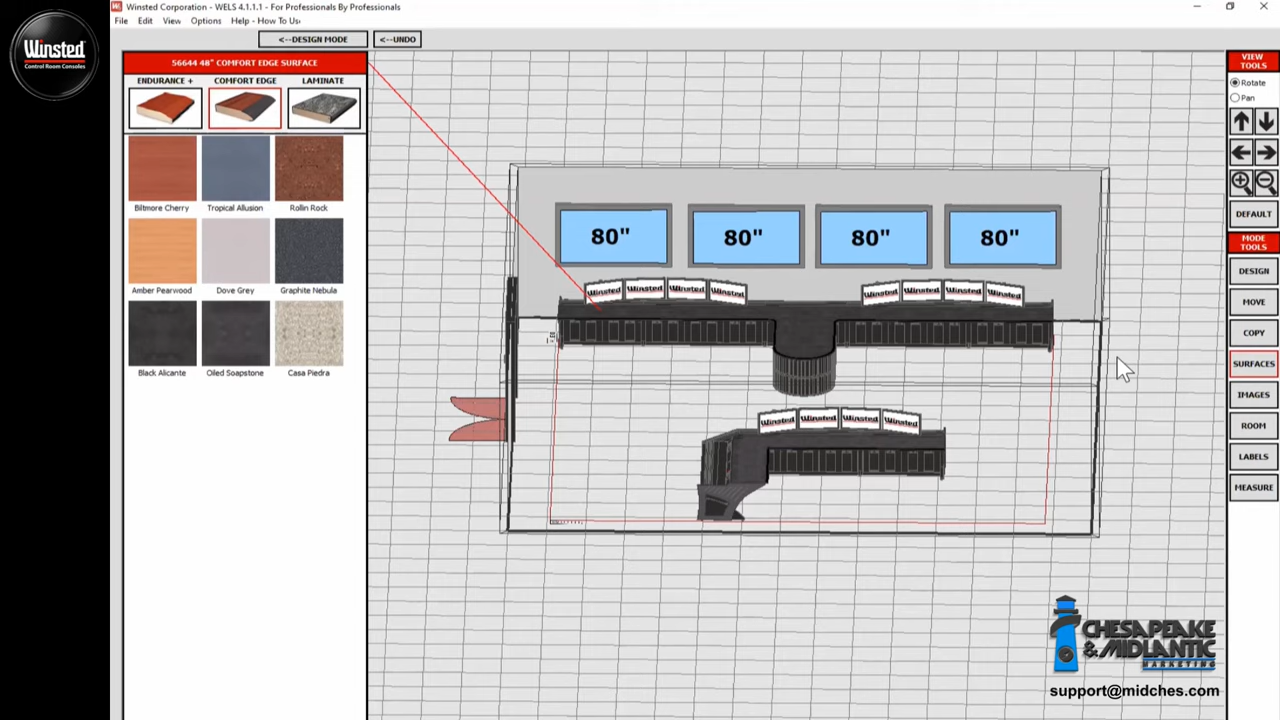 Winsted
Control Room Consoles
W. Winsted Corporation - WELS 4.1.1.1 - For Professionals By Professionals
File Edit View Options Help - How To Us
<--DESIGN MODE <--UNDO
56644 48" COMFORT EDGE SURFACE
ENDURANCE + COMFORT EDGE LAMINATE
Biltmore Cherry Tropical Allusion Rollin Rock
Amber Pearwood Dove Grey Graphite Nebula
Black Alicante Oiled Soapstone Casa Piedra
80" 80" 80" 80"
Winsted Winsted Winsted Winsted Winsted Winsted Winsted Winsted
Winsted Winsted Winsted Winsted
VIEW
TOOLS
Rotate
Pan
DEFAULT
MODE
TOOLS
DESIGN
MOVE
COPY
SURFACES
IMAGES
ROOM
LABELS
MEASURE
CHESAPEAKE
& MIDLANTIC
MARKETING
support@midches.com